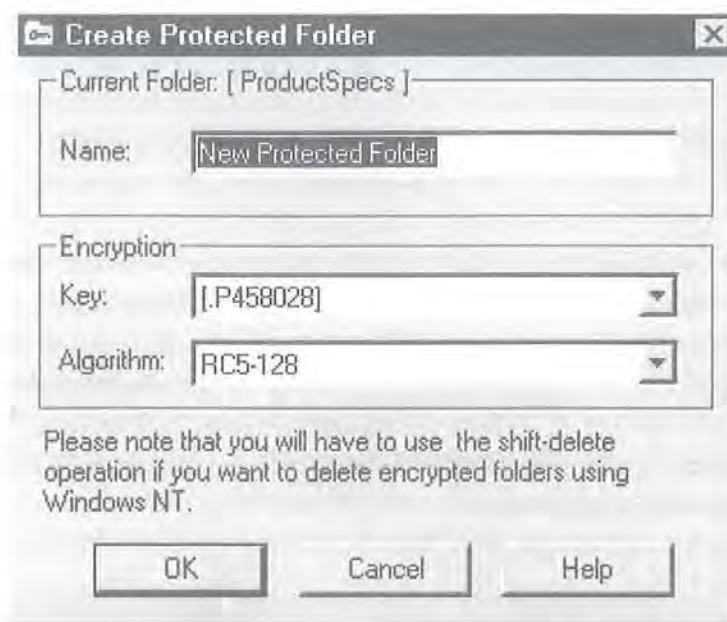 Create Protected Folder
Current Folder: [ ProductSpecs ]
Name: New Protected Folder
Encryption
Key: [.P458028]
Algorithm: RC5-128
Please note that you will have to use the shift-delete
operation if you want to delete encrypted folders using
Windows NT.
OK Cancel Help